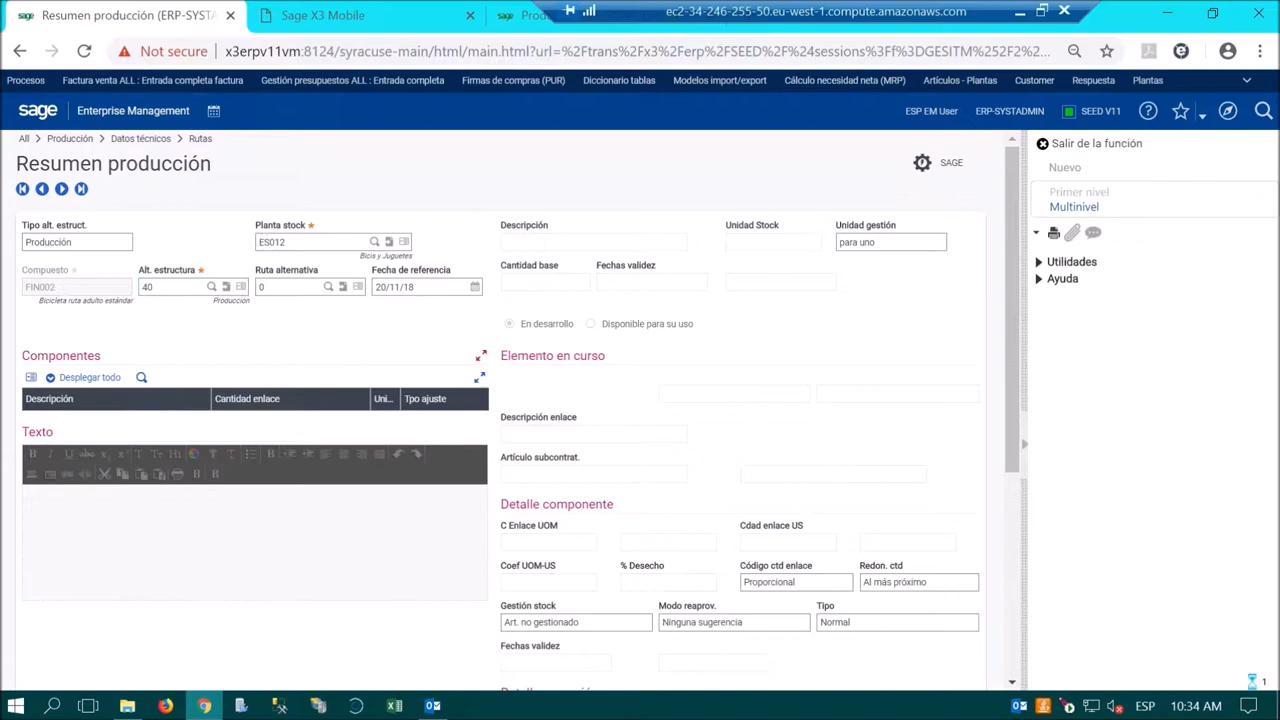 Resumen producción (ERP-SYSTA
Sage X3 Mobile
ec2-34-246-255-50.eu-west-1.compute.amazonaws.com
Not secure
x3erpv11vm:8124/syracuse-main/html/main.html?url=%2Ftrans%2Fx3%2Ferp%2FSEED%2F%24sessions%3Ff%3DGESITM%252F2%...
Procesos
Factura venta ALL : Entrada completa factura
Gestión presupuestos ALL : Entrada completa
Firmas de compras (PUR)
Diccionario tablas
Modelos import/export
Cálculo necesidad neta (MRP)
Artículos - Plantas
Customer
Respuesta
Plantas
sage
Enterprise Management
ESP EM User
ERP-SYSTADMIN
SEED V11
All > Producción > Datos técnicos > Rutas
Salir de la función
Resumen producción
SAGE
Nuevo
Primer nivel
Multinivel
Tipo alt. estruct.
Planta stock
Descripción
Unidad Stock
Unidad gestión
Producción
ES012
para uno
Bicis y Juguetes
Utilidades
Ayuda
Compuesto
Alt. estructura
Ruta alternativa
Fecha de referencia
Cantidad base
Fechas validez
FIN002
40
0
20/11/18
Bicicleta ruta adulto estándar
Produccion
En desarrollo
Disponible para su uso
Componentes
Elemento en curso
Desplegar todo
Descripción
Cantidad enlace
Uni...
Tpo ajuste
Descripción enlace
Texto
Artículo subcontrat.
Detalle componente
C Enlace UOM
Cdad enlace US
Coef UOM-US
% Desecho
Código ctd enlace
Redon. ctd
Proporcional
Al más próximo
Gestión stock
Modo reaprov.
Tipo
Art. no gestionado
Ninguna sugerencia
Normal
Fechas validez
1
ESP
10:34 AM